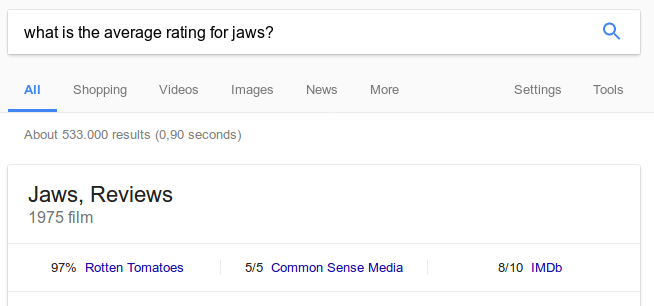 what is the average rating for jaws?
All Shopping Videos Images News More Settings Tools
About 533.000 results (0,90 seconds)
Jaws, Reviews
1975 film
97% Rotten Tomatoes 5/5 Common Sense Media 8/10 IMDb